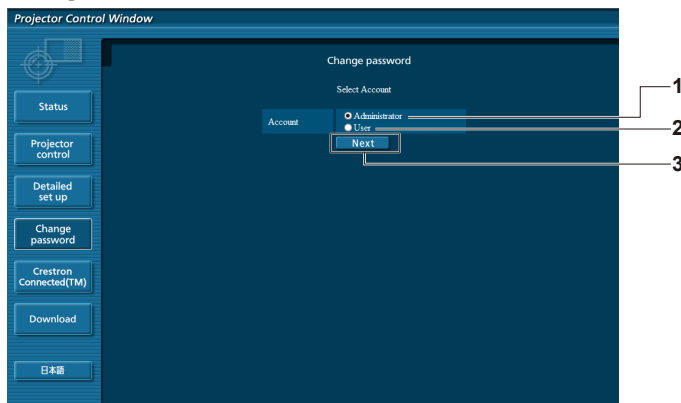 Projector Control Window
Change password
Select Account
Account
Administrator
User
Next
1
2
3
Status
Projector
control
Detailed
set up
Change
password
Crestron
Connected(TM)
Download
日本語